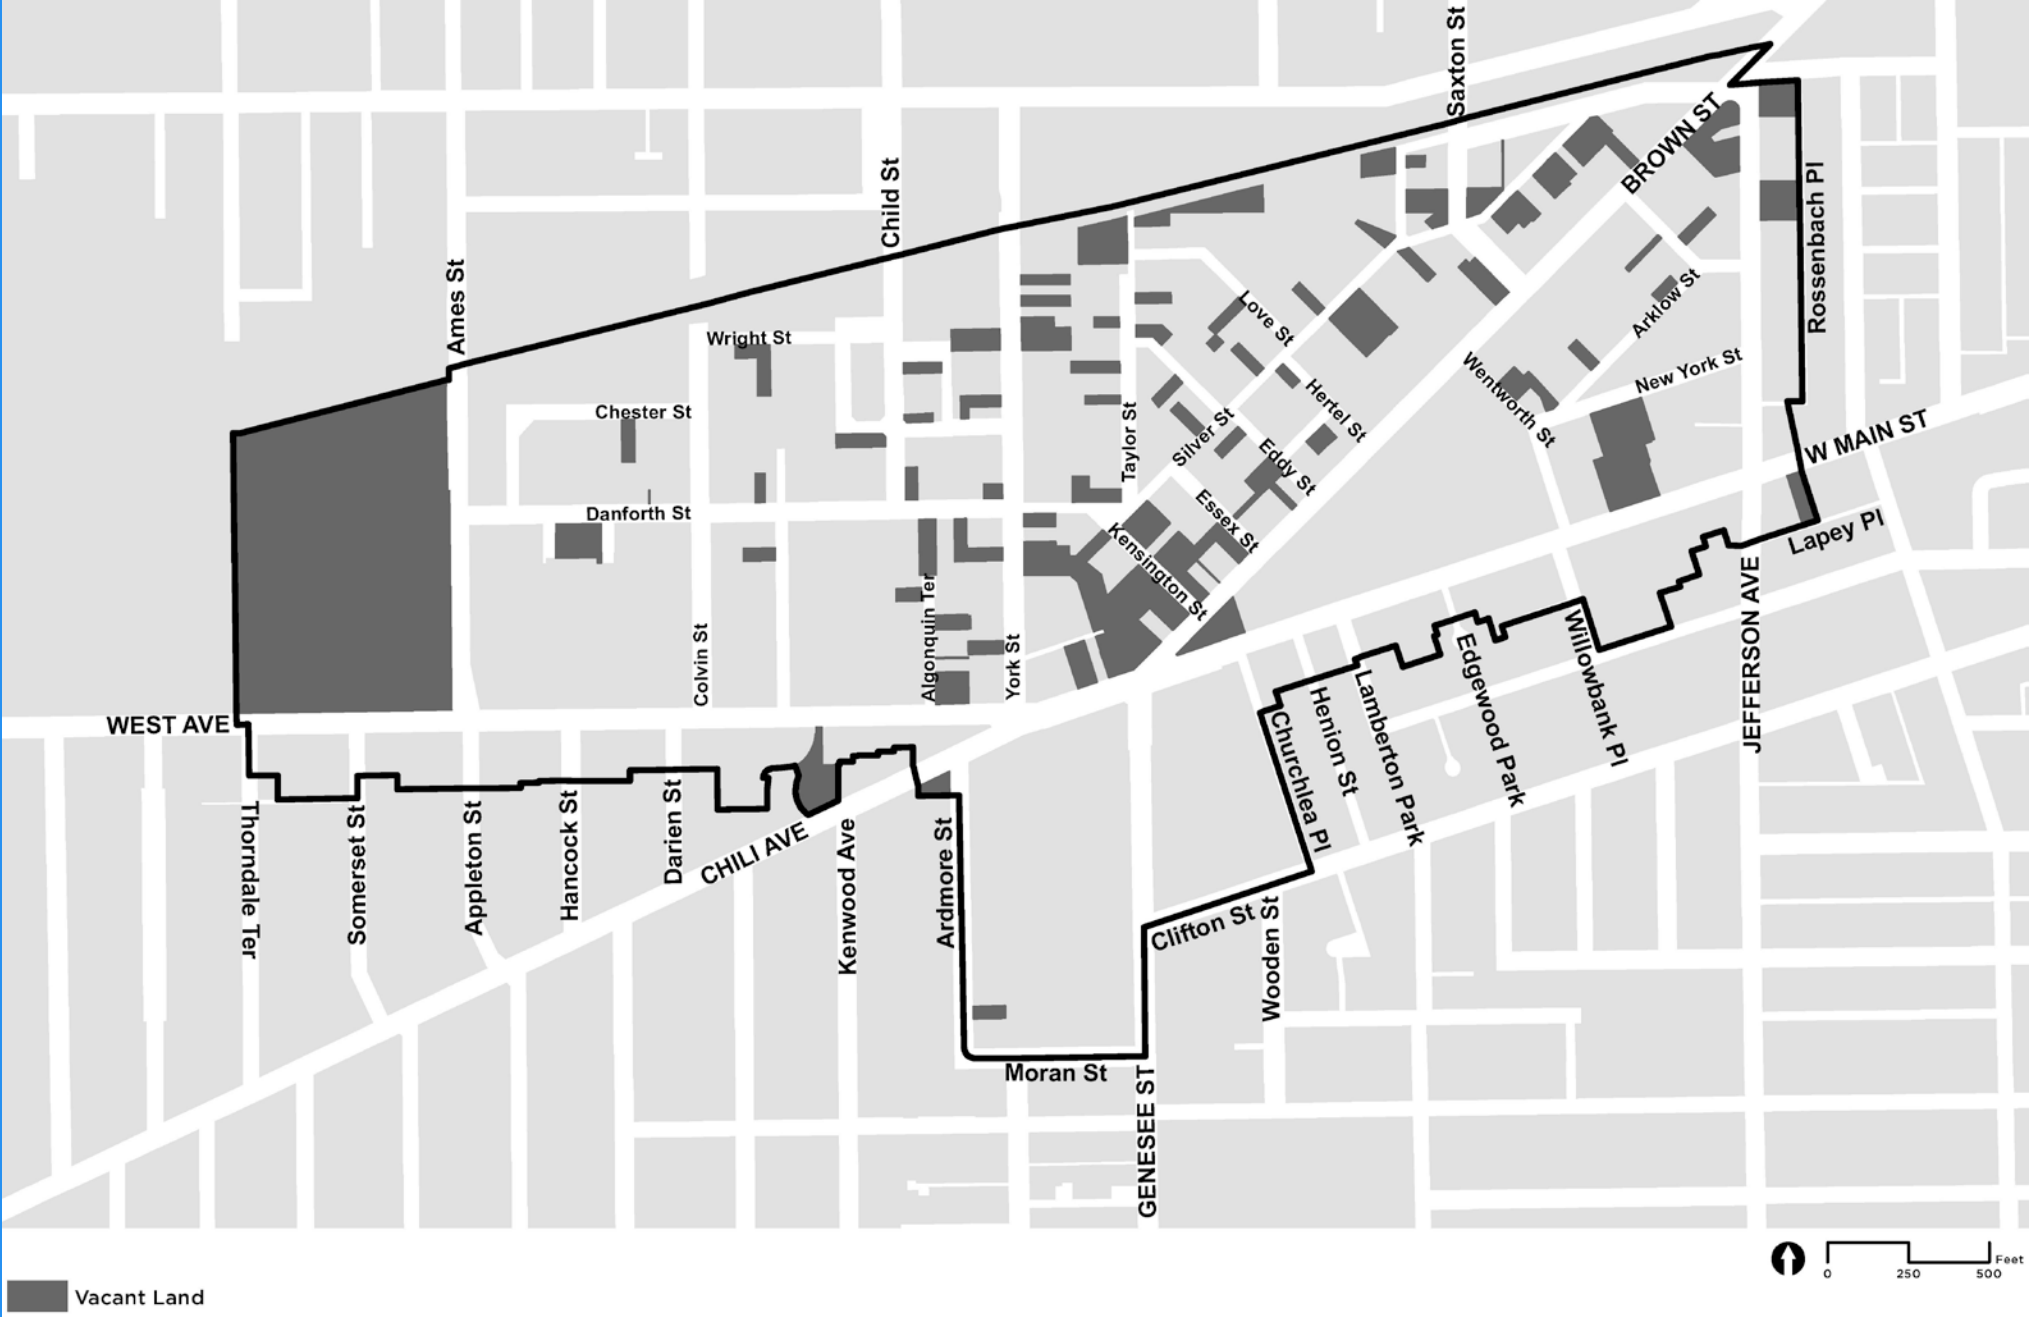 Saxton St
BROWN ST
Child St
Rossenbach Pl
Ames St
Love St
Arklow St
Wright St
New York St
Wentworth St
Hertel St
Chester St
Taylor St
Silver St
W MAIN ST
Eddy St
Essex St
Danforth St
Lapey Pl
Kensington St
Algonquin Ter
Colvin St
York St
JEFFERSON AVE
Willowbank Pl
Edgewood Park
Lamberton Park
Henion St
Churchlea Pl
WEST AVE
Thorndale Ter
Somerset St
Appleton St
Hancock St
Darien St
CHILI AVE
Kenwood Ave
Ardmore St
Clifton St
Wooden St
Moran St
GENESEE ST
Feet
0 250 500
Vacant Land